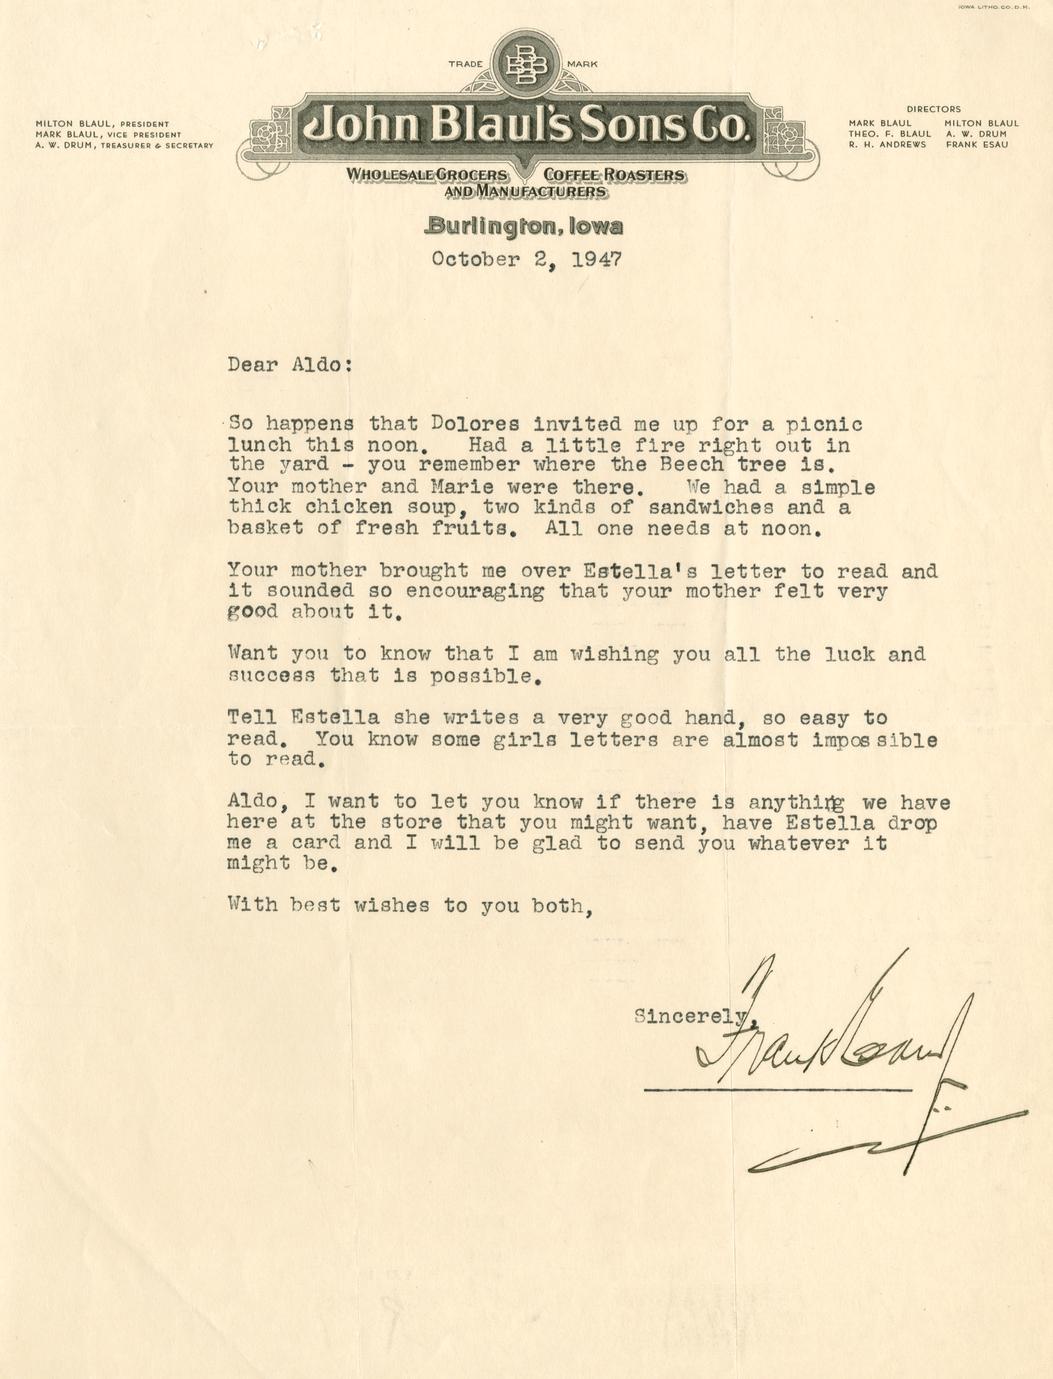 IOWA LITHO. CO. D. M.
TRADE MARK
BBBB
John Blaul's Sons Co.
MILTON BLAUL, PRESIDENT
MARK BLAUL, VICE PRESIDENT
A. W. DRUM, TREASURER & SECRETARY
DIRECTORS
MARK BLAUL MILTON BLAUL
THEO. F. BLAUL A. W. DRUM
R. H. ANDREWS FRANK ESAU
WHOLESALE GROCERS COFFEE ROASTERS
AND MANUFACTURERS
Burlington, Iowa
October 2, 1947
Dear Aldo:
So happens that Dolores invited me up for a picnic
lunch this noon. Had a little fire right out in
the yard - you remember where the Beech tree is.
Your mother and Marie were there. We had a simple
thick chicken soup, two kinds of sandwiches and a
basket of fresh fruits. All one needs at noon.
Your mother brought me over Estella's letter to read and
it sounded so encouraging that your mother felt very
good about it.
Want you to know that I am wishing you all the luck and
success that is possible.
Tell Estella she writes a very good hand, so easy to
read. You know some girls letters are almost impossible
to read.
Aldo, I want to let you know if there is anything we have
here at the store that you might want, have Estella drop
me a card and I will be glad to send you whatever it
might be.
With best wishes to you both,
Sincerely,
Frank Esau